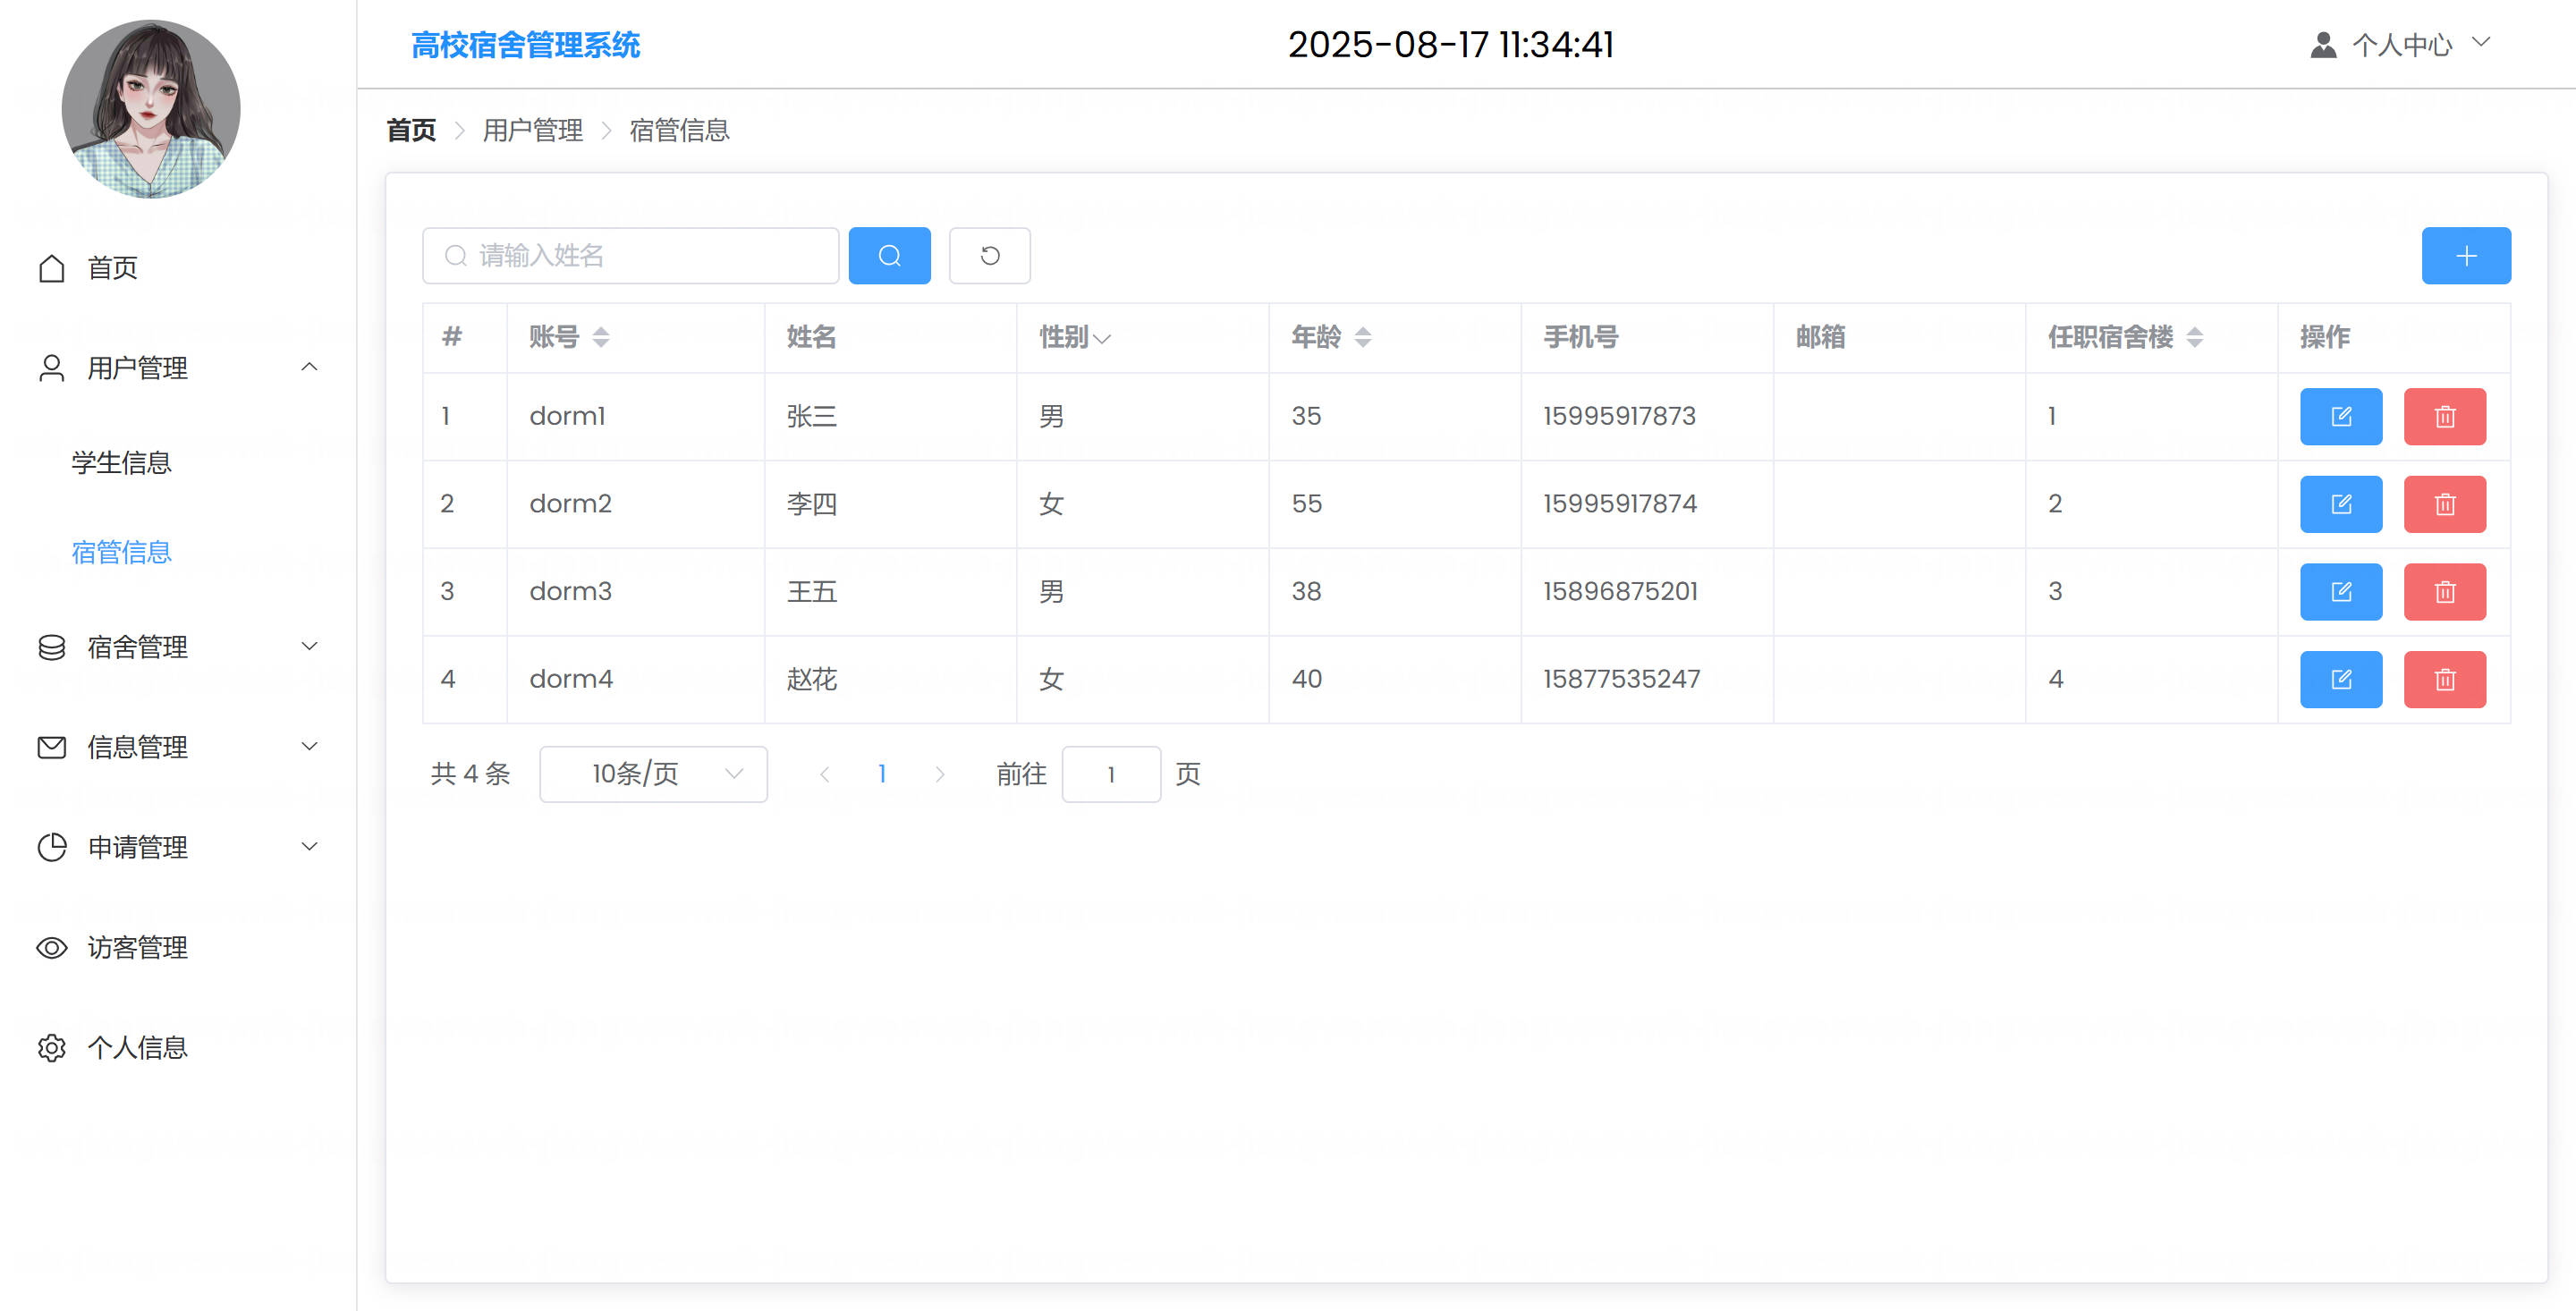 高校宿舍管理系统 2025-08-17 11:34:41 个人中心
首页 用户管理 宿管信息
首页
用户管理
学生信息
宿管信息
宿舍管理
信息管理
申请管理
访客管理
个人信息
请输入姓名
# 账号 姓名 性别 年龄 手机号 邮箱 任职宿舍楼 操作
1 dorm1 张三 男 35 15995917873 1
2 dorm2 李四 女 55 15995917874 2
3 dorm3 王五 男 38 15896875201 3
4 dorm4 赵花 女 40 15877535247 4
共 4 条 10条/页 1 前往 1 页